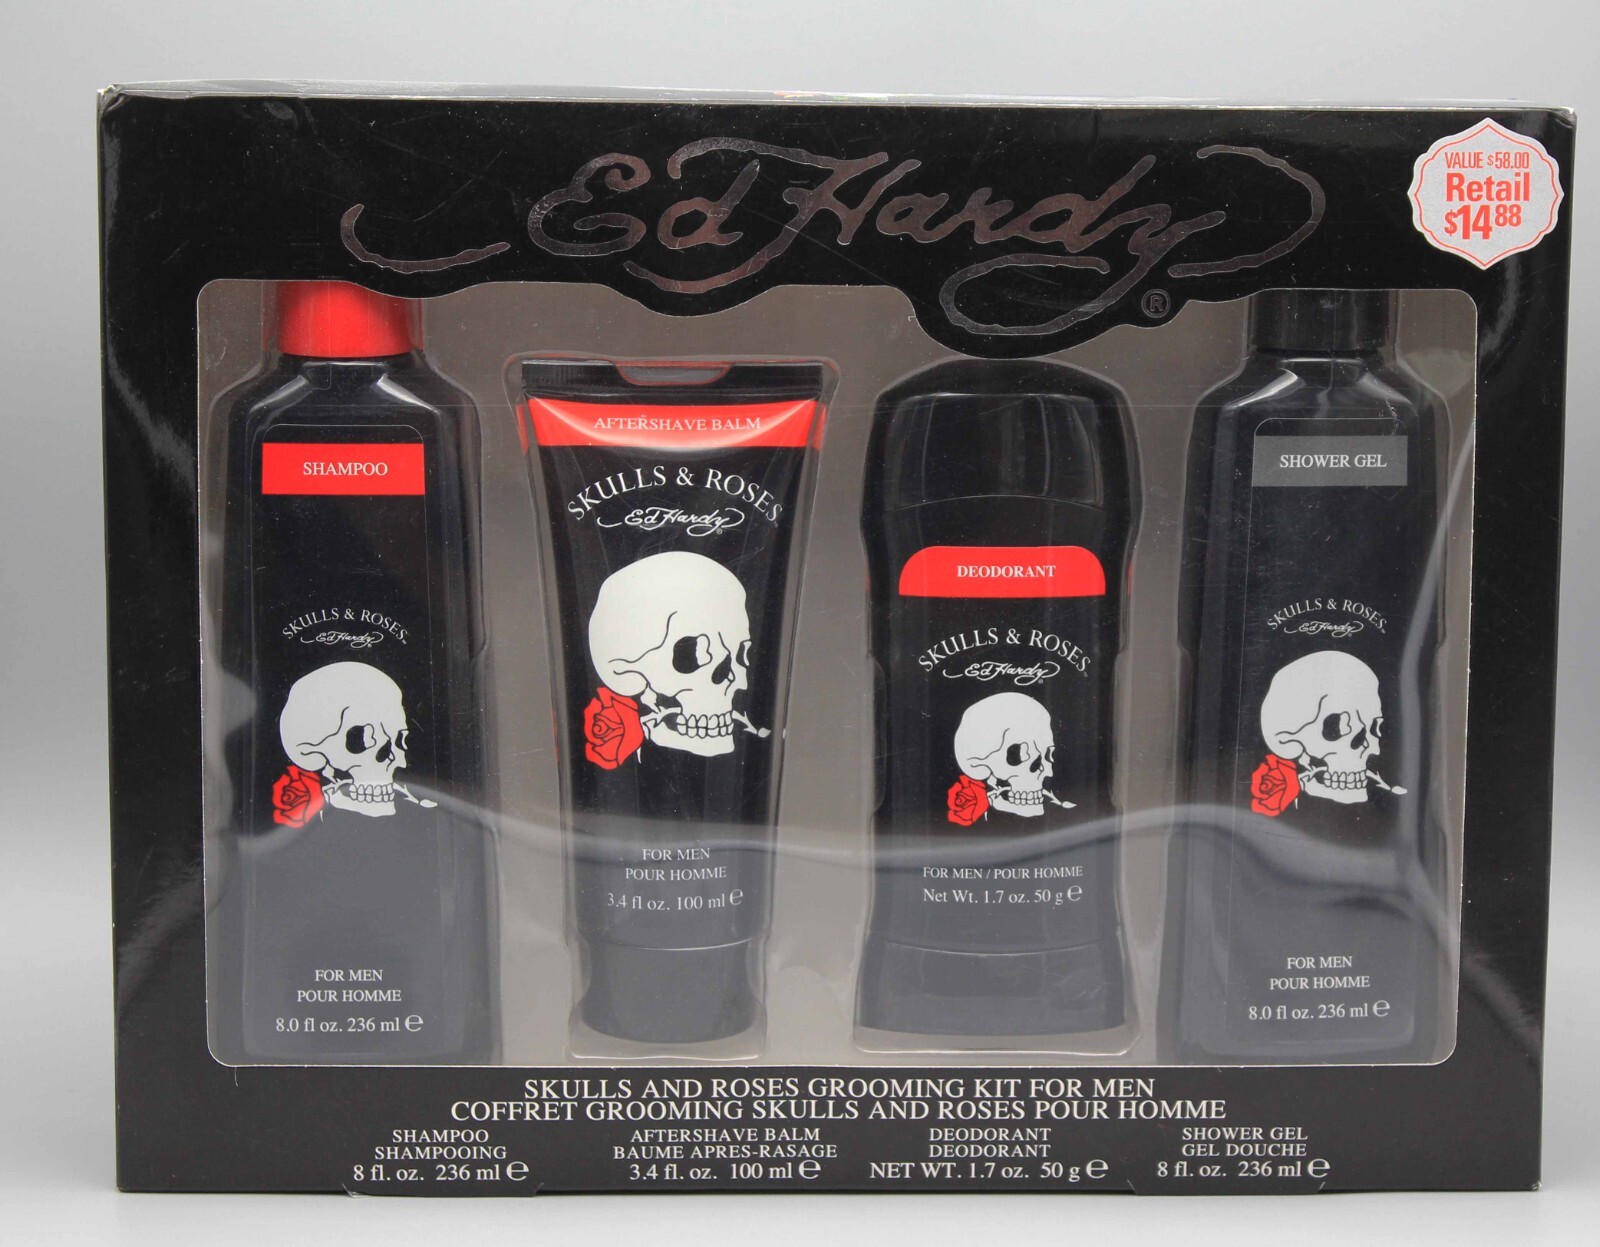 Ed Hardy®
VALUE $58.00
Retail
$14 88
SHAMPOO
SKULLS & ROSES™
Ed Hardy®
FOR MEN
POUR HOMME
8.0 fl oz. 236 ml ℮
AFTERSHAVE BALM
SKULLS & ROSES™
Ed Hardy®
FOR MEN
POUR HOMME
3.4 fl oz. 100 ml ℮
DEODORANT
SKULLS & ROSES™
Ed Hardy®
FOR MEN / POUR HOMME
Net Wt. 1.7 oz. 50 g ℮
SHOWER GEL
SKULLS & ROSES™
Ed Hardy®
FOR MEN
POUR HOMME
8.0 fl oz. 236 ml ℮
SKULLS AND ROSES GROOMING KIT FOR MEN
COFFRET GROOMING SKULLS AND ROSES POUR HOMME
SHAMPOO
SHAMPOOING
8 fl. oz. 236 ml ℮
AFTERSHAVE BALM
BAUME APRES-RASAGE
3.4 fl. oz. 100 ml ℮
DEODORANT
DEODORANT
NET WT. 1.7 oz. 50 g ℮
SHOWER GEL
GEL DOUCHE
8 fl. oz. 236 ml ℮